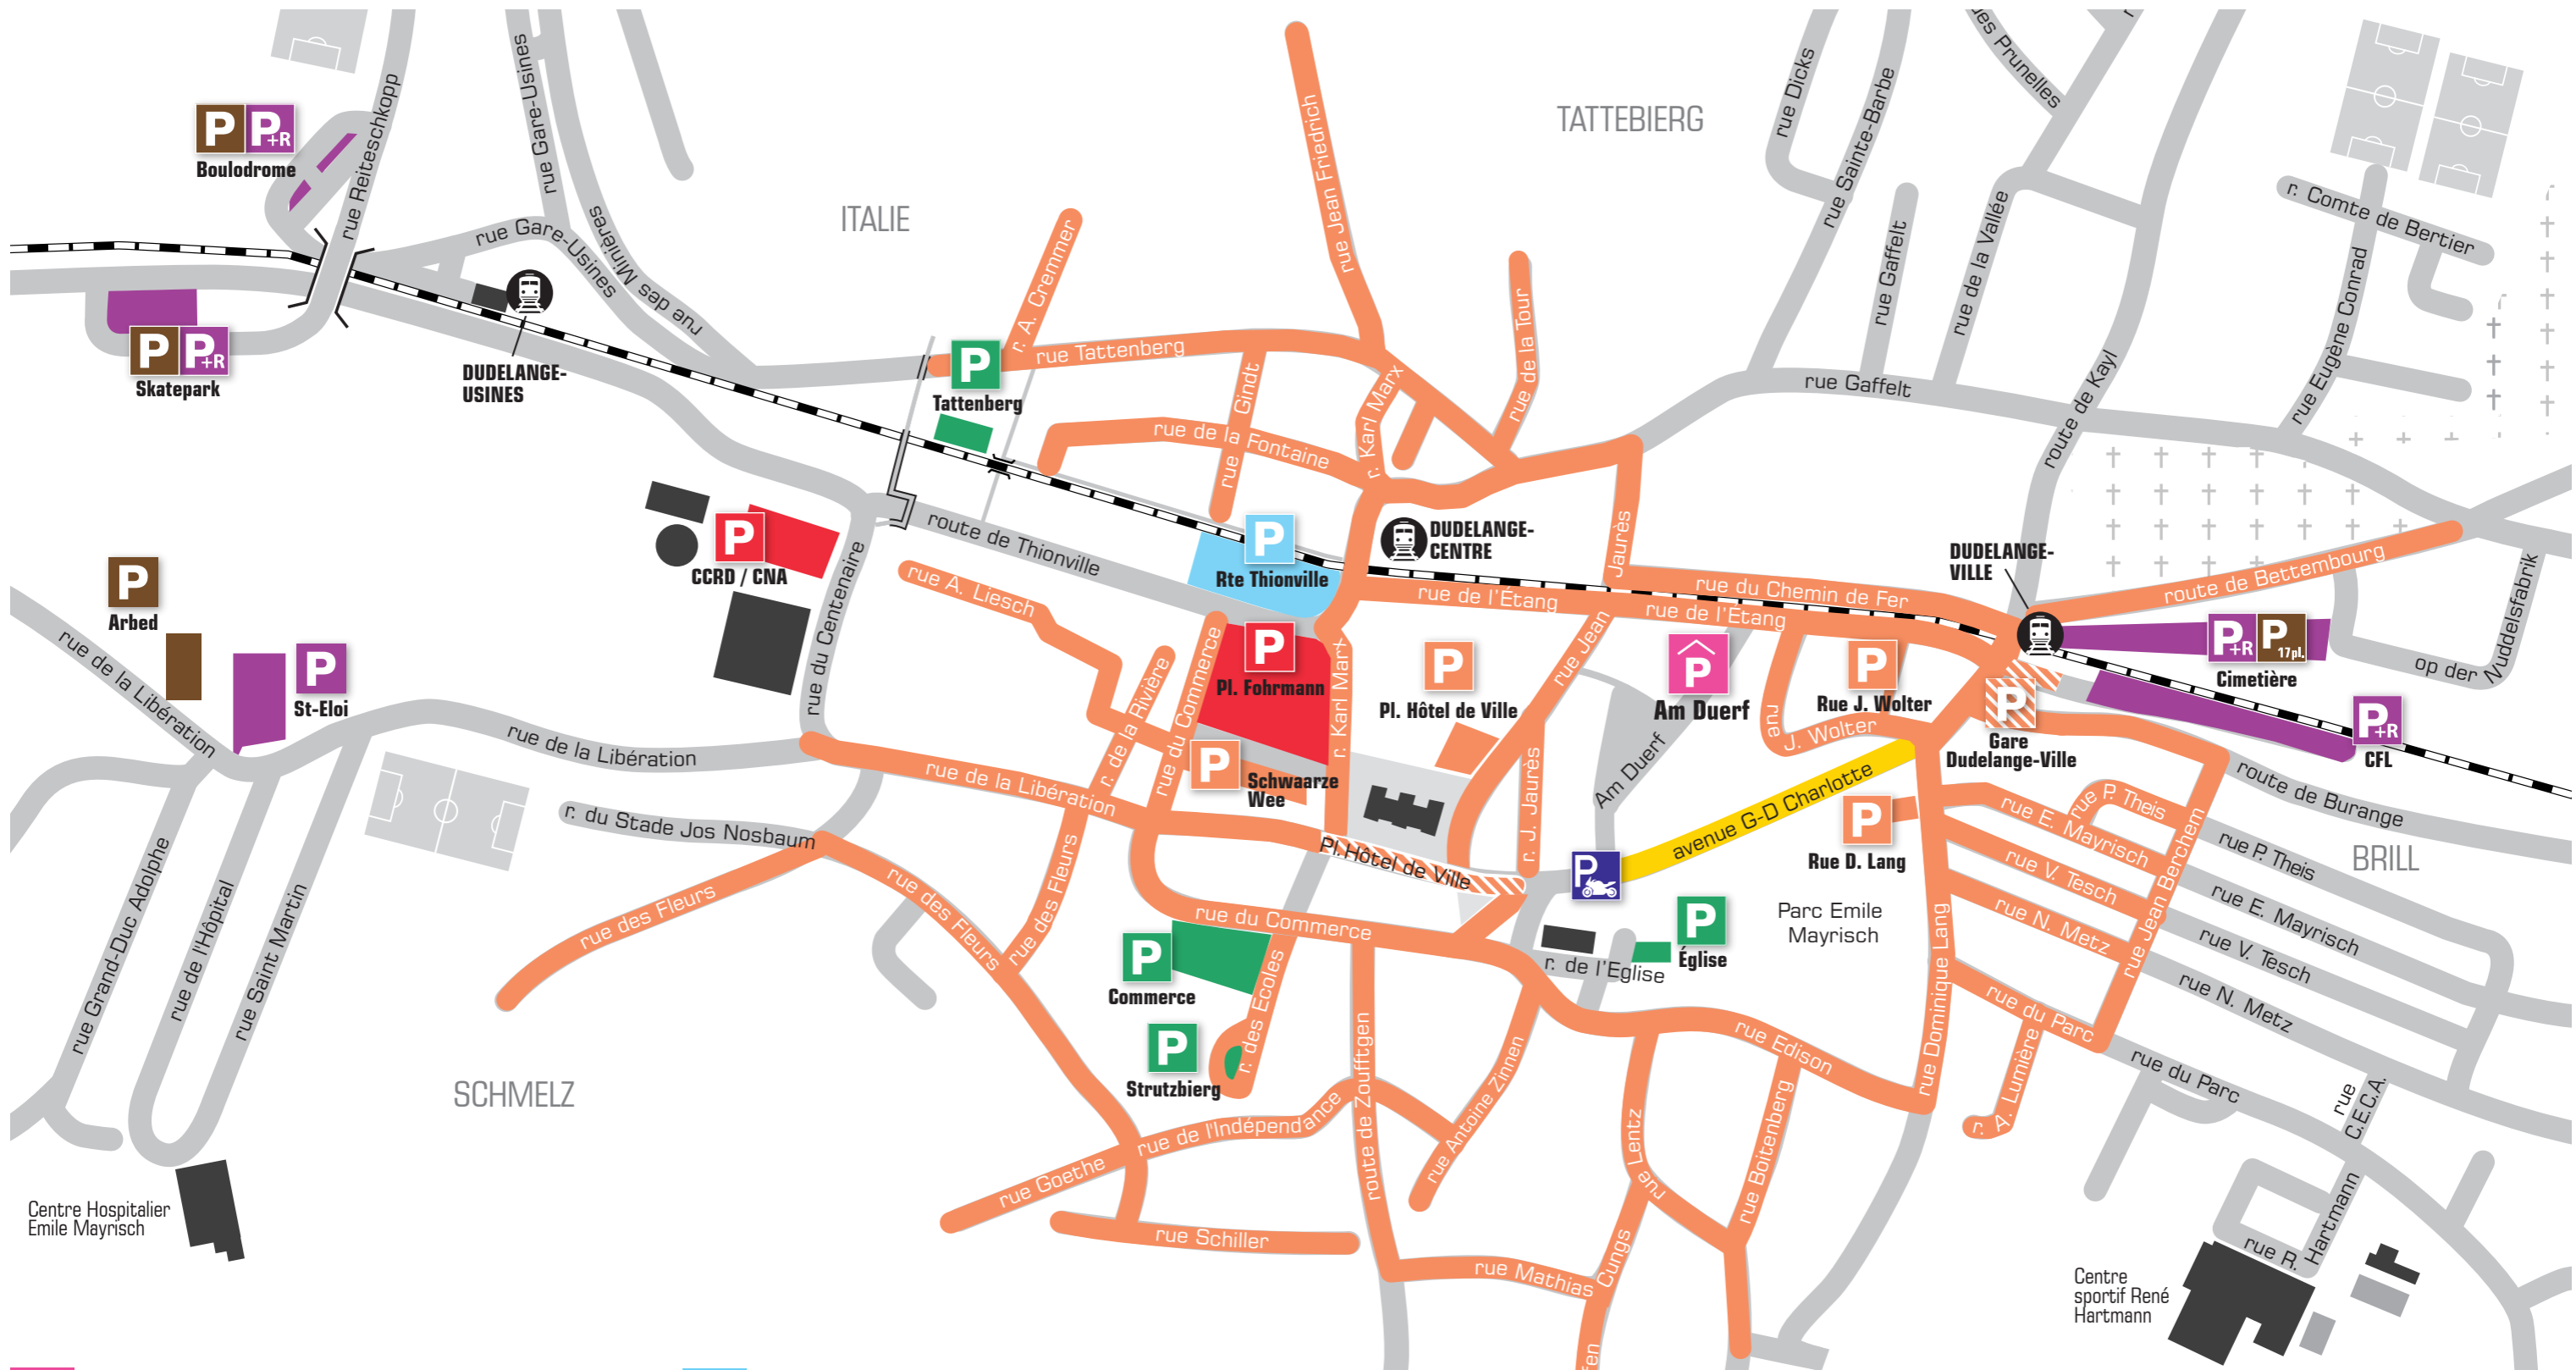 rue Reiteschkopp
rue Gare-Usines
rue des Minières
rue Gare-Usines
P P+R
Boulodrome
P P+R
Skatepark
DUDELANGE-
USINES
ITALIE
TATTEBIERG
rue Jean Friedrich
r. A. Cremmer
rue Tattenberg
P
Tattenberg
rue Gindt
rue de la Fontaine
r. Karl Marx
rue de la Tour
rue Dicks
rue Sainte-Barbe
rue Gaffelt
rue de la Vallée
rue Gaffelt
route de Kayl
r. Comte de Bertier
rue Eugène Conrad
route de Bettembourg
op der Nudelsfabrik
P
Arbed
P
St-Eloi
rue de la Libération
rue de la Libération
P
CCRD / CNA
rue du Centenaire
route de Thionville
P
Rte Thionville
DUDELANGE-
CENTRE
DUDELANGE-
VILLE
rue A. Liesch
r. de la Rivière
rue du Commerce
P
Pl. Fohrmann
r. Karl Marx
P
Pl. Hôtel de Ville
rue de l'Étang
rue de l'Étang
rue du Chemin de Fer
rue Jean
Jaurès
r. J. Jaurès
P
Am Duerf
Am Duerf
P
Rue J. Wolter
rue
J. Wolter
P
Gare
Dudelange-Ville
P+R P 17pl.
Cimetière
P+R
CFL
route de Burange
BRILL
P
Schwaarze
Wee
rue de la Libération
Pl.Hôtel de Ville
P
avenue G-D Charlotte
P
Rue D. Lang
Parc Emile
Mayrisch
P
Église
r. de l'Eglise
rue P. Theis
rue E. Mayrisch
rue V. Tesch
rue N. Metz
rue du Parc
rue Jean Berchem
rue P. Theis
rue E. Mayrisch
rue V. Tesch
rue N. Metz
rue du Parc
r. A. Lumière
rue
C.E.C.A.
rue R. Hartmann
Centre
sportif René
Hartmann
rue Grand-Duc Adolphe
rue de l'Hôpital
rue Saint Martin
Centre Hospitalier
Emile Mayrisch
SCHMELZ
r. du Stade Jos Nosbaum
rue des Fleurs
rue des Fleurs
rue des Fleurs
rue du Commerce
P
Commerce
P
Strutzbierg
r. des Ecoles
route de Zoufftgen
rue de l'Indépendance
rue Goethe
rue Schiller
rue Antoine Zinnen
rue Edison
rue Dominique Lang
rue Lentz
rue Boitenberg
rue Mathias Cungs